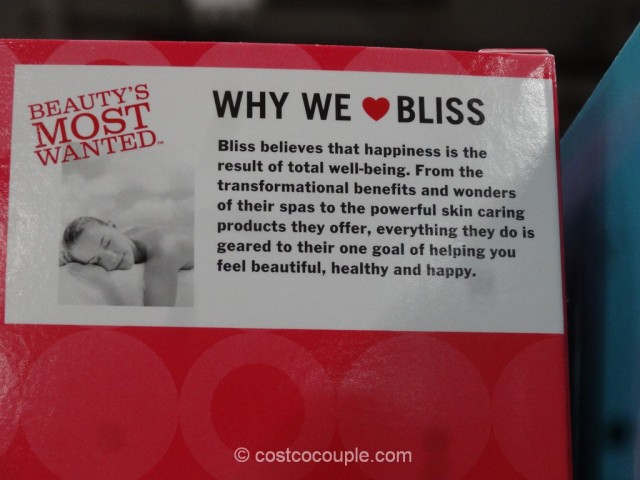 BEAUTY'S
MOST
WANTED™
WHY WE ❤ BLISS
Bliss believes that happiness is the
result of total well-being. From the
transformational benefits and wonders
of their spas to the powerful skin caring
products they offer, everything they do is
geared to their one goal of helping you
feel beautiful, healthy and happy.
© costcocouple.com